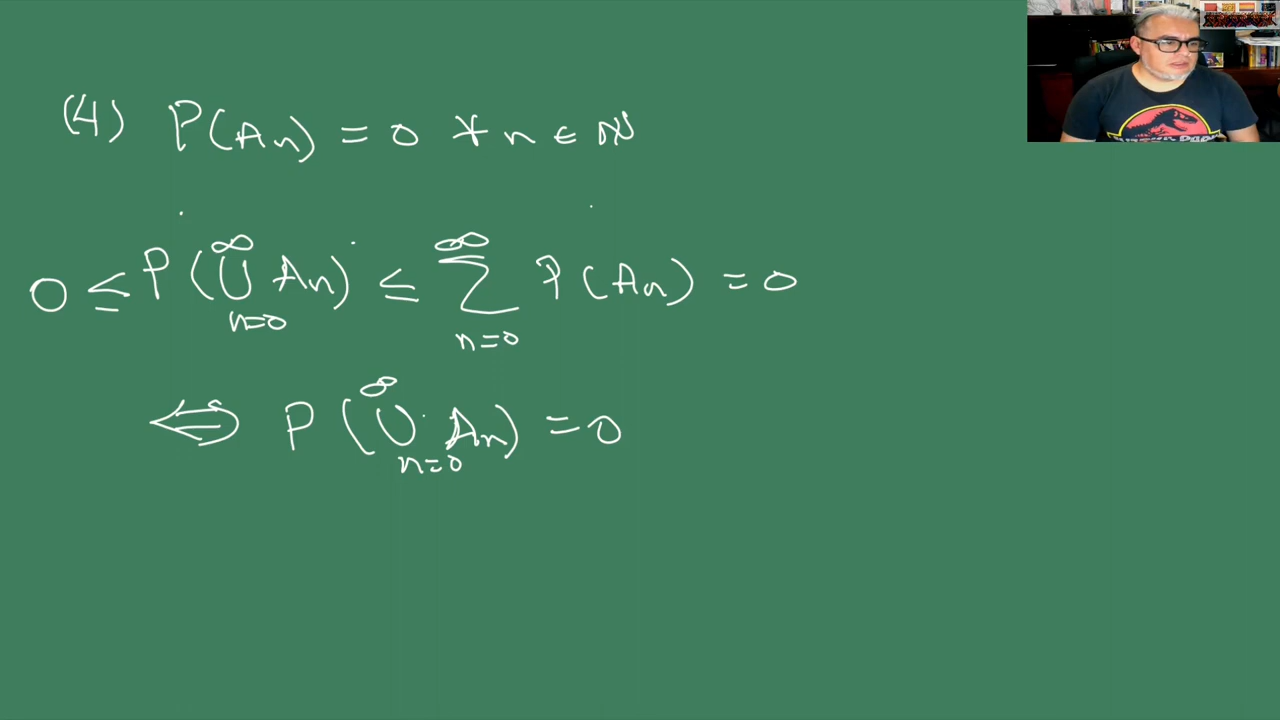 (4) P(An) = 0 ∀ n ∈ ℕ
0 ≤ P(⋃_{n=0}^{∞} An) ≤ ∑_{n=0}^{∞} P(An) = 0
⇔ P(⋃_{n=0}^{∞} An) = 0